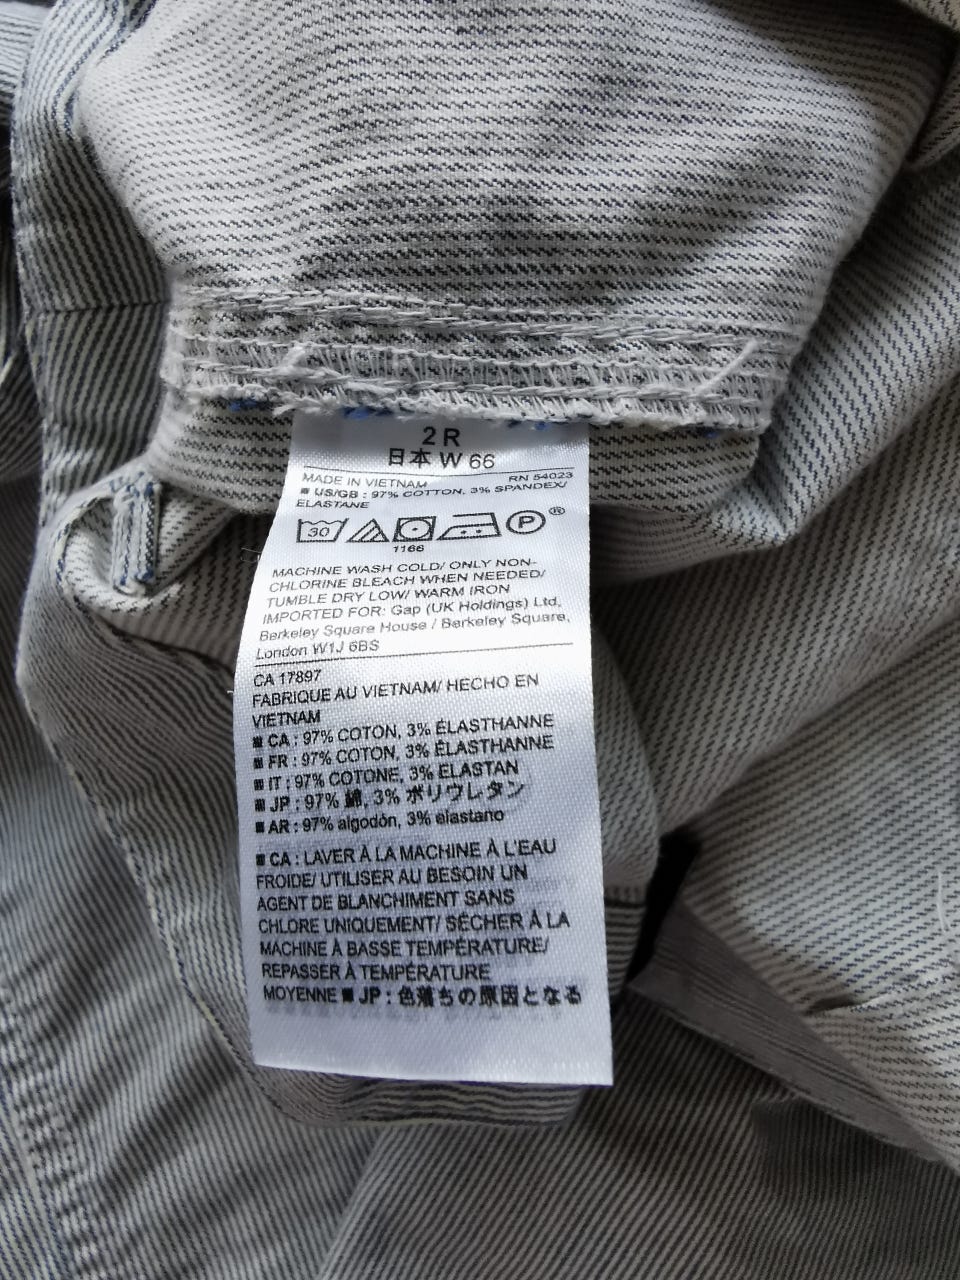 2 R
日本 W 66
MADE IN VIETNAM RN 54023
■ US/GB : 97% COTTON, 3% SPANDEX/
ELASTANE
30 P ®
1166
MACHINE WASH COLD/ ONLY NON-
CHLORINE BLEACH WHEN NEEDED/
TUMBLE DRY LOW/ WARM IRON
IMPORTED FOR: Gap (UK Holdings) Ltd,
Berkeley Square House / Berkeley Square,
London W1J 6BS
CA 17897
FABRIQUE AU VIETNAM/ HECHO EN
VIETNAM
■ CA : 97% COTON, 3% ÉLASTHANNE
■ FR : 97% COTON, 3% ÉLASTHANNE
■ IT : 97% COTONE, 3% ELASTAN
■ JP : 97% 綿, 3% ポリウレタン
■ AR : 97% algodón, 3% elastano
■ CA : LAVER À LA MACHINE À L'EAU
FROIDE/ UTILISER AU BESOIN UN
AGENT DE BLANCHIMENT SANS
CHLORE UNIQUEMENT/ SÉCHER À LA
MACHINE À BASSE TEMPÉRATURE/
REPASSER À TEMPÉRATURE
MOYENNE ■ JP : 色落ちの原因となる